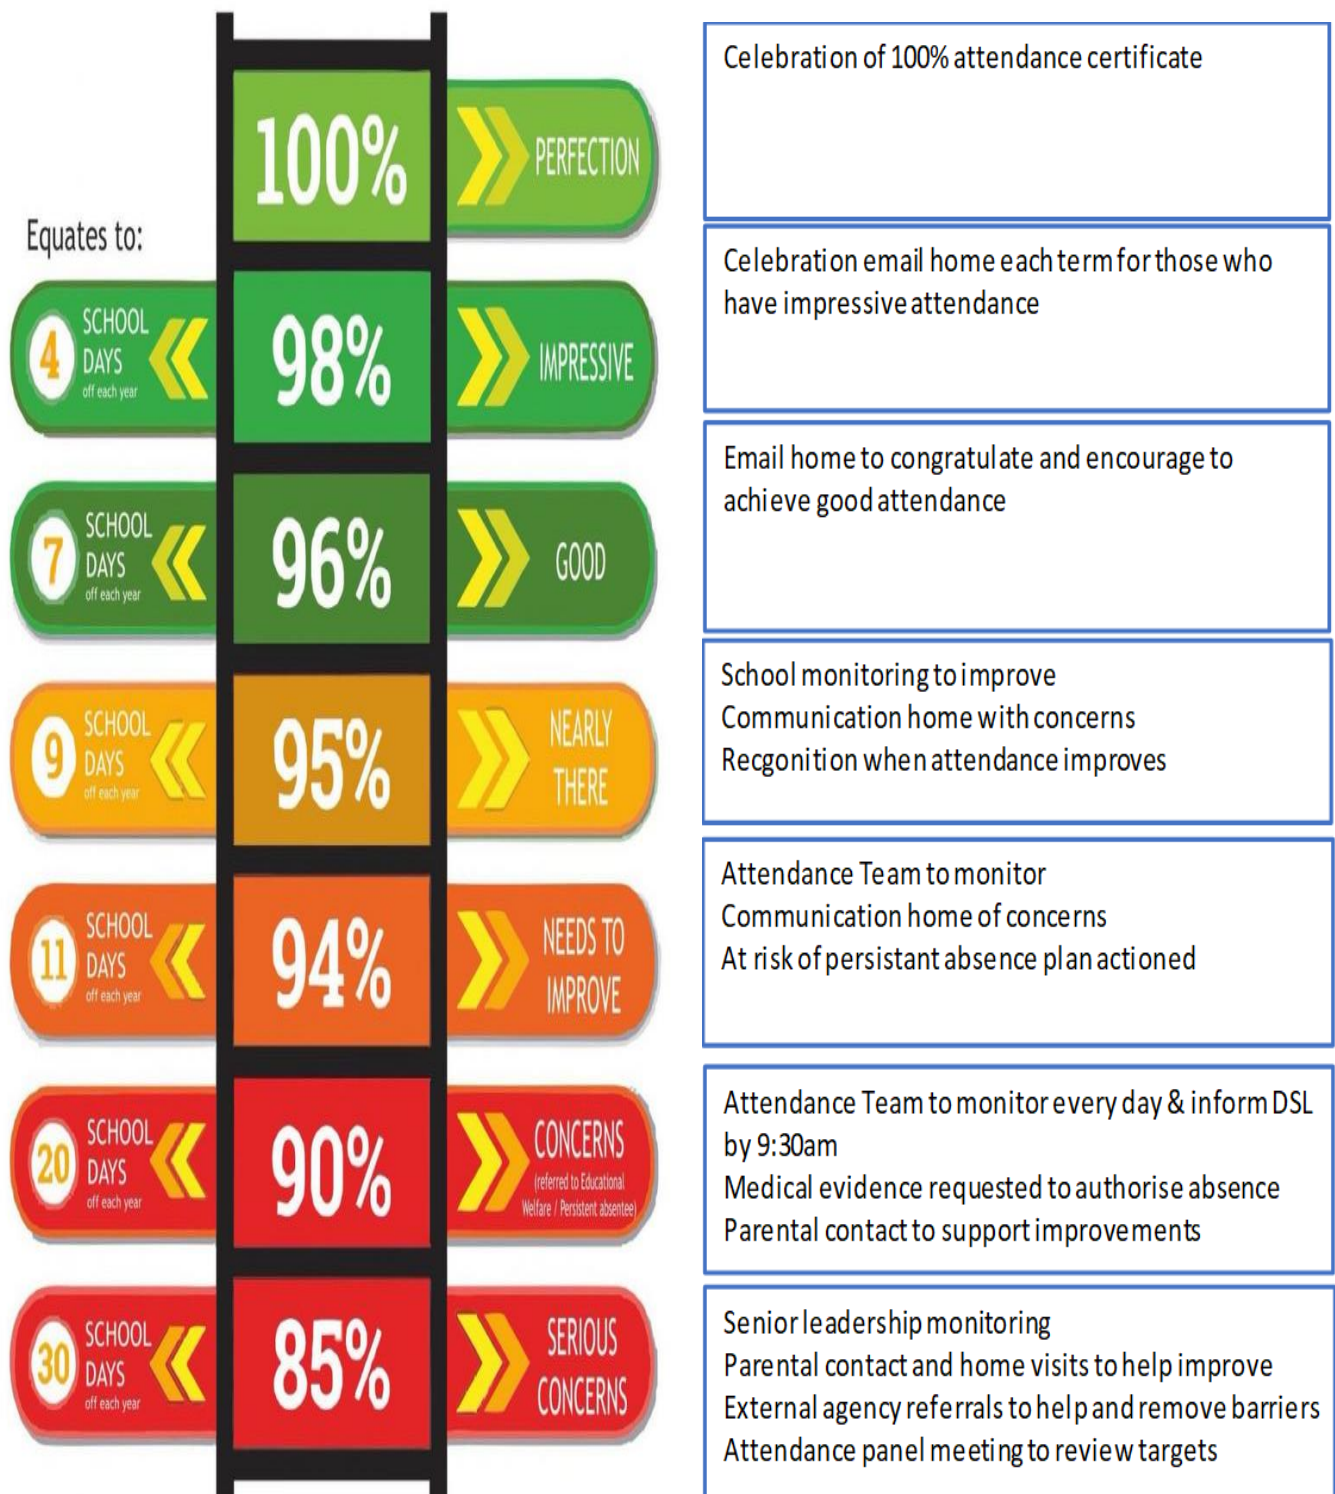 100%
PERFECTION
Celebration of 100% attendance certificate
Equates to:
4
SCHOOL
DAYS
off each year
98%
IMPRESSIVE
Celebration email home each term for those who
have impressive attendance
7
SCHOOL
DAYS
off each year
96%
GOOD
Email home to congratulate and encourage to
achieve good attendance
9
SCHOOL
DAYS
off each year
95%
NEARLY
THERE
School monitoring to improve
Communication home with concerns
Recgonition when attendance improves
11
SCHOOL
DAYS
off each year
94%
NEEDS TO
IMPROVE
Attendance Team to monitor
Communication home of concerns
At risk of persistant absence plan actioned
20
SCHOOL
DAYS
off each year
90%
CONCERNS
(referred to Educational
Welfare / Persistent absentee)
Attendance Team to monitor every day & inform DSL
by 9:30am
Medical evidence requested to authorise absence
Parental contact to support improvements
30
SCHOOL
DAYS
off each year
85%
SERIOUS
CONCERNS
Senior leadership monitoring
Parental contact and home visits to help improve
External agency referrals to help and remove barriers
Attendance panel meeting to review targets